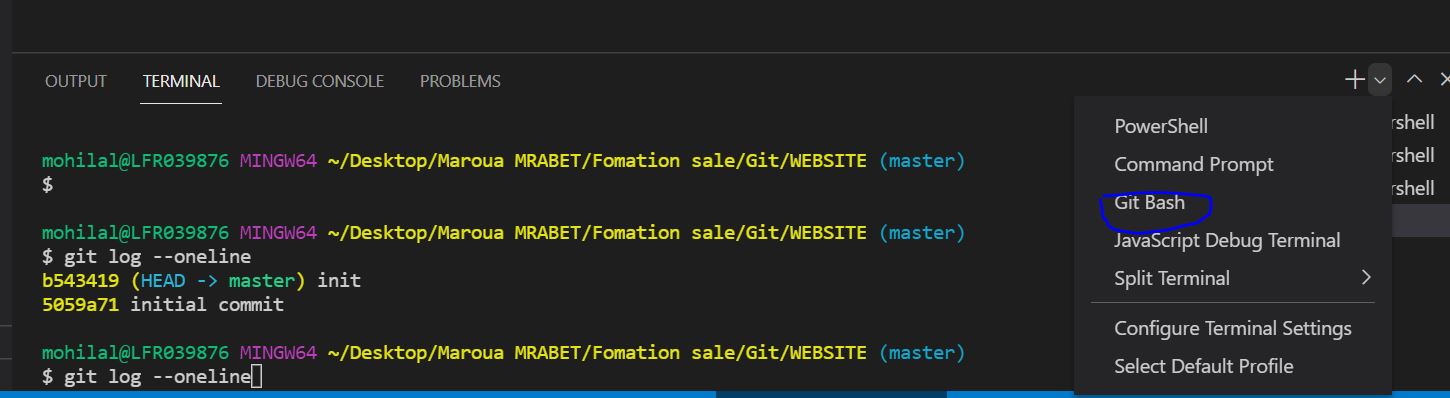 OUTPUT TERMINAL DEBUG CONSOLE PROBLEMS
mohilal@LFR039876 MINGW64 ~/Desktop/Maroua MRABET/Fomation sale/Git/WEBSITE (master)
$
mohilal@LFR039876 MINGW64 ~/Desktop/Maroua MRABET/Fomation sale/Git/WEBSITE (master)
$ git log --oneline
b543419 (HEAD -> master) init
5059a71 initial commit
mohilal@LFR039876 MINGW64 ~/Desktop/Maroua MRABET/Fomation sale/Git/WEBSITE (master)
$ git log --oneline
PowerShell
Command Prompt
Git Bash
JavaScript Debug Terminal
Split Terminal
Configure Terminal Settings
Select Default Profile
rshell
rshell
rshell